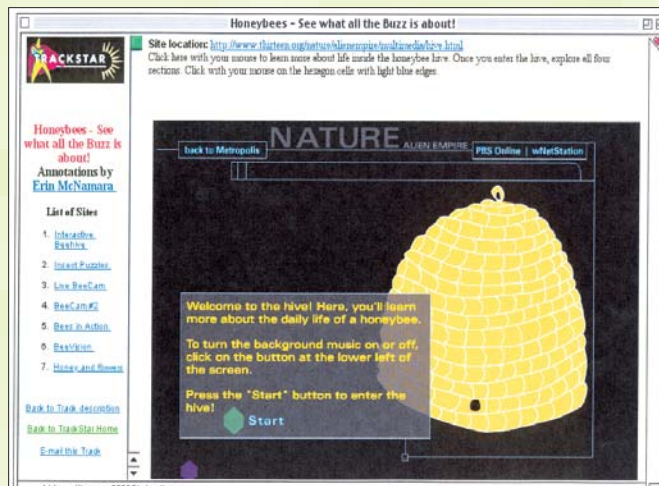 Honeybees - See what all the Buzz is about!
TRACKSTAR
Honeybees - See
what all the Buzz is
about!
Annotations by
Erin McNamara
List of Sites
1. Interactive
Beehive
2. Insect Puzzles
3. Live BeeCam
4. BeeCam #2
5. Bees in Action
6. BeeVision
7. Honey and flowers
Back to Track description
Back to TrackStar Home
E-mail this Track
Site location: http://www.thirteen.org/nature/alienempire/multimedia/hive.html
Click here with your mouse to learn more about life inside the honeybee hive. Once you enter the hive, explore all four
sections. Click with your mouse on the hexagon cells with light blue edges.
back to Metropolis
NATURE
ALIEN EMPIRE
PBS Online | wNetStation
Welcome to the hive! Here, you'll learn
more about the daily life of a honeybee.
To turn the background music on or off,
click on the button at the lower left of
the screen.
Press the "Start" button to enter the
hive!
Start